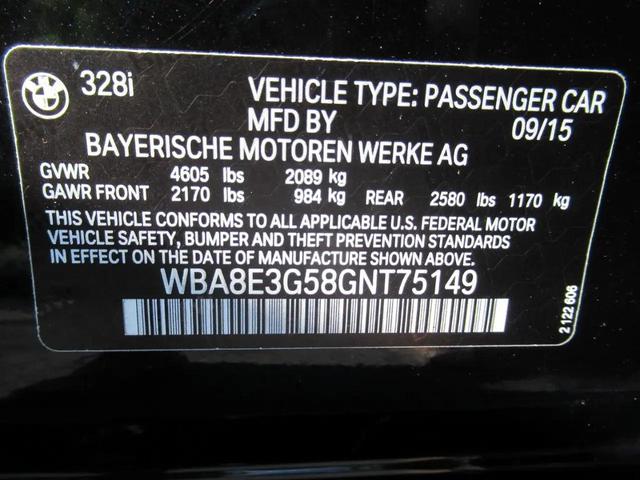 328i VEHICLE TYPE: PASSENGER CAR
MFD BY 09/15
BAYERISCHE MOTOREN WERKE AG
GVWR 4605 lbs 2089 kg
GAWR FRONT 2170 lbs 984 kg REAR 2580 lbs 1170 kg
THIS VEHICLE CONFORMS TO ALL APPLICABLE U.S. FEDERAL MOTOR
VEHICLE SAFETY, BUMPER AND THEFT PREVENTION STANDARDS
IN EFFECT ON THE DATE OF MANUFACTURE SHOWN ABOVE.
WBA8E3G58GNT75149
2 122 606